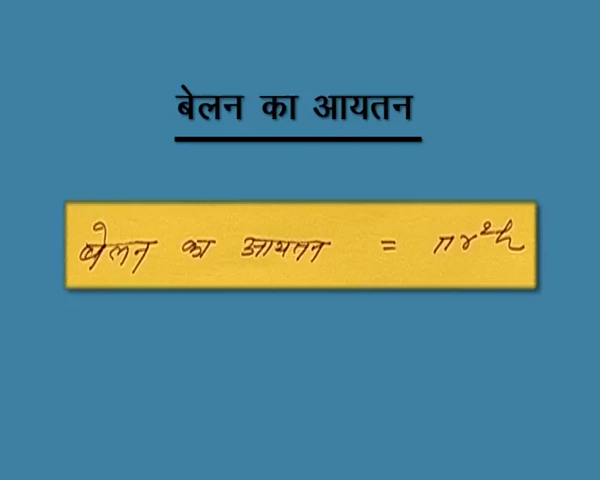 बेलन का आयतन
बेलन का आयतन = πr²h